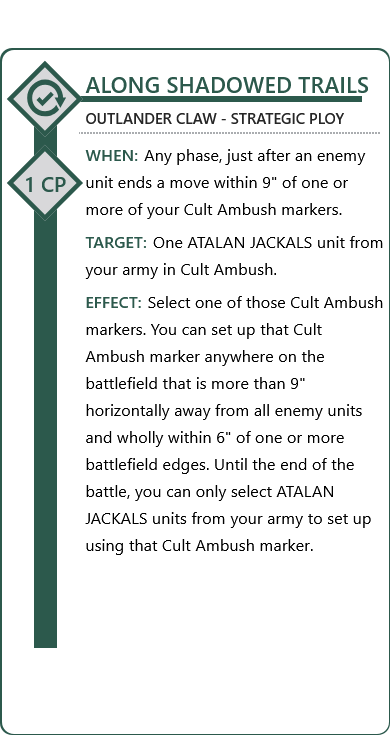 ALONG SHADOWED TRAILS
OUTLANDER CLAW - STRATEGIC PLOY
1 CP
WHEN: Any phase, just after an enemy
unit ends a move within 9" of one or
more of your Cult Ambush markers.
TARGET: One ATALAN JACKALS unit from
your army in Cult Ambush.
EFFECT: Select one of those Cult Ambush
markers. You can set up that Cult
Ambush marker anywhere on the
battlefield that is more than 9"
horizontally away from all enemy units
and wholly within 6" of one or more
battlefield edges. Until the end of the
battle, you can only select ATALAN
JACKALS units from your army to set up
using that Cult Ambush marker.